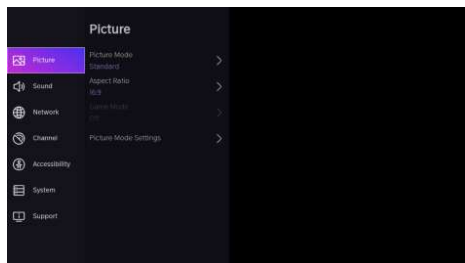 Picture
Picture
Sound
Network
Channel
Accessibility
System
Support
Picture Mode
Standard
Aspect Ratio
16:9
Game Mode
Off
Picture Mode Settings